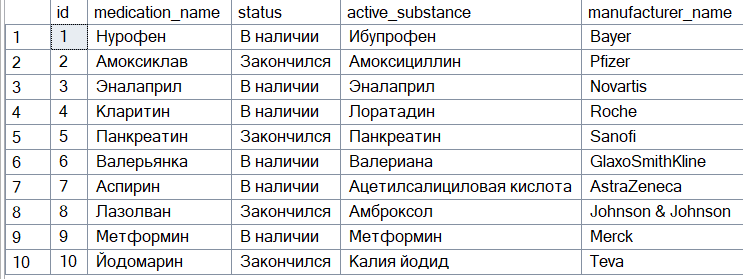 id medication_name status active_substance manufacturer_name
1 1 Нурофен В наличии Ибупрофен Bayer
2 2 Амоксиклав Закончился Амоксициллин Pfizer
3 3 Эналаприл В наличии Эналаприл Novartis
4 4 Кларитин В наличии Лоратадин Roche
5 5 Панкреатин Закончился Панкреатин Sanofi
6 6 Валерьянка В наличии Валериана GlaxoSmithKline
7 7 Аспирин В наличии Ацетилсалициловая кислота AstraZeneca
8 8 Лазолван Закончился Амброксол Johnson & Johnson
9 9 Метформин В наличии Метформин Merck
10 10 Йодомарин Закончился Калия йодид Teva